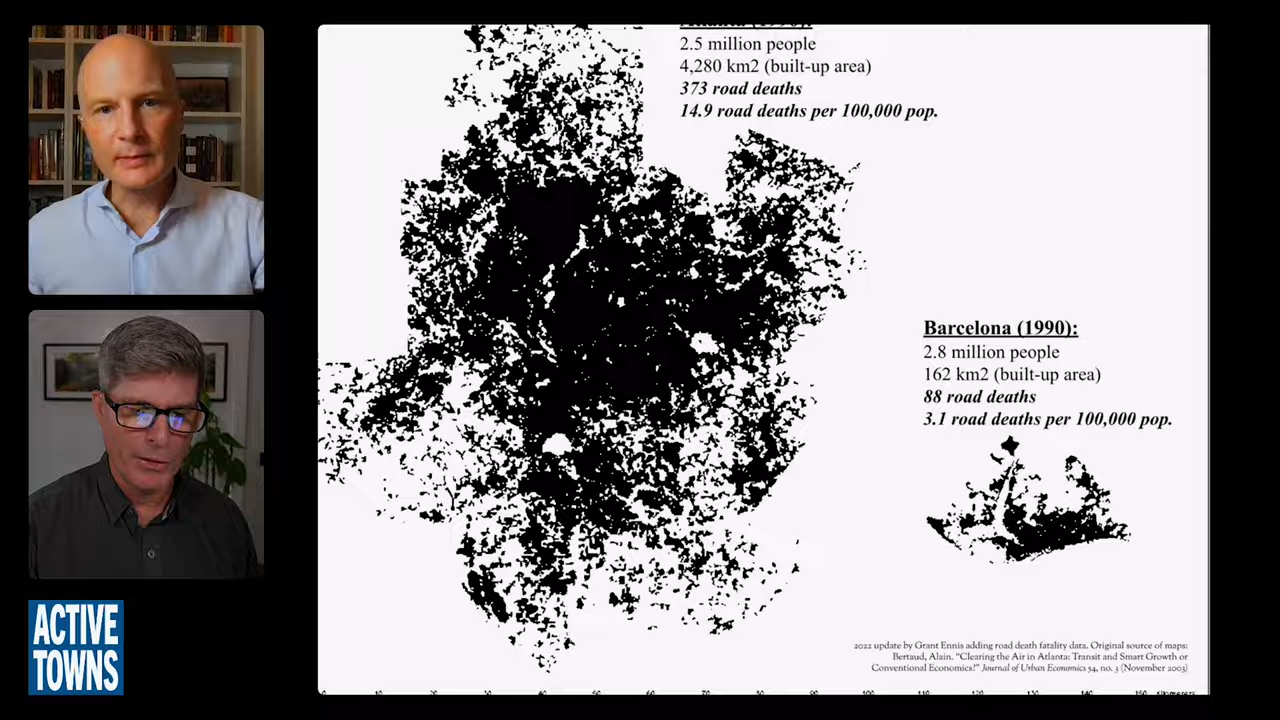 Atlanta (1990):
2.5 million people
4,280 km2 (built-up area)
373 road deaths
14.9 road deaths per 100,000 pop.
Barcelona (1990):
2.8 million people
162 km2 (built-up area)
88 road deaths
3.1 road deaths per 100,000 pop.
2022 update by Grant Ennis adding road death fatality data. Original source of maps:
Bertaud, Alain. “Clearing the Air in Atlanta: Transit and Smart Growth or
Conventional Economics?” Journal of Urban Economics 54, no. 3 (November 2003)
ACTIVE
TOWNS